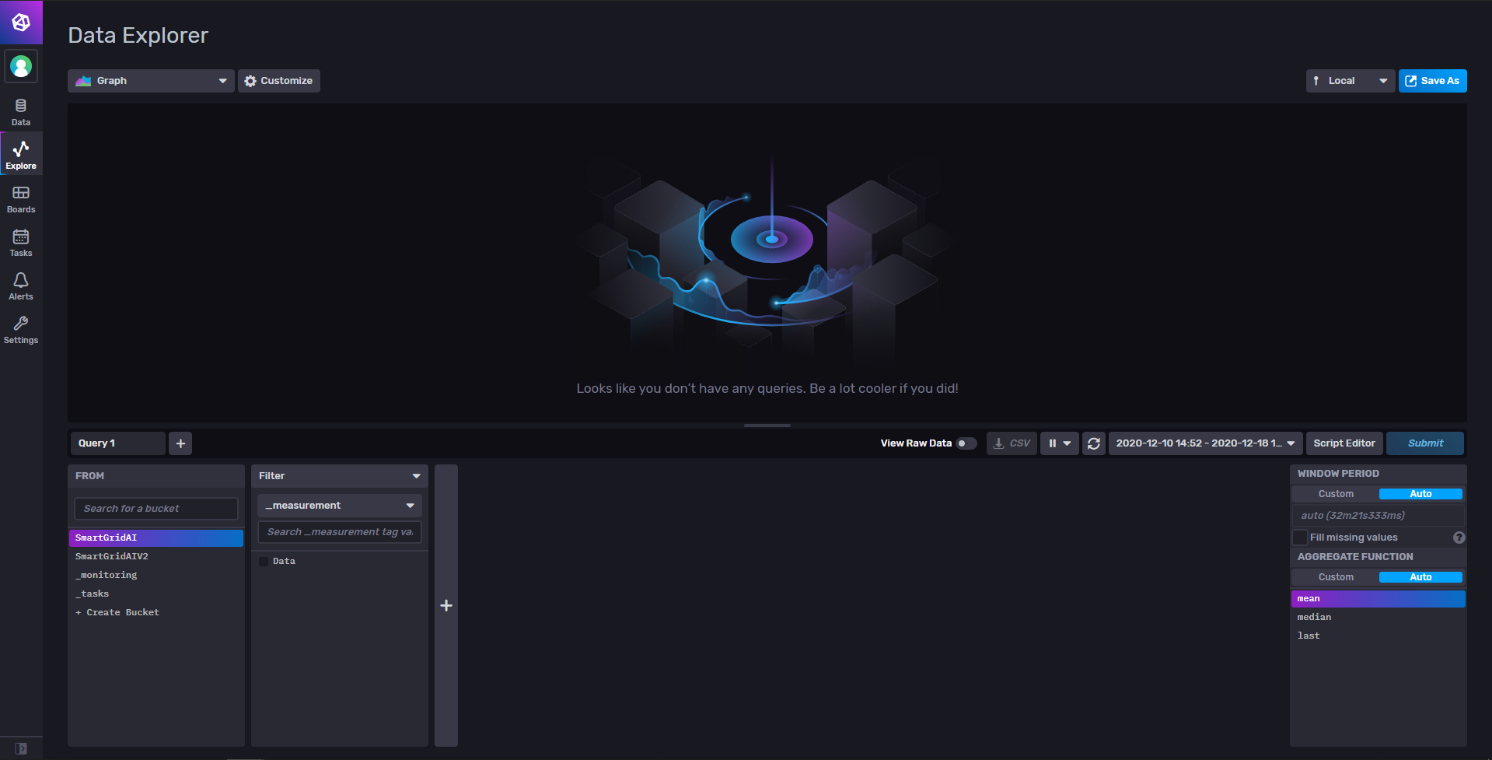 Data Explorer
Graph
Customize
Local
Save As
Data
Explore
Boards
Tasks
Alerts
Settings
Looks like you don't have any queries. Be a lot cooler if you did!
Query 1
+
View Raw Data
CSV
2020-12-10 14:52 - 2020-12-18 1...
Script Editor
Submit
FROM
Search for a bucket
SmartGridAI
SmartGridAIV2
_monitoring
_tasks
+ Create Bucket
Filter
_measurement
Search _measurement tag va
Data
+
WINDOW PERIOD
Custom
Auto
auto (32m21s333ms)
Fill missing values
?
AGGREGATE FUNCTION
Custom
Auto
mean
median
last